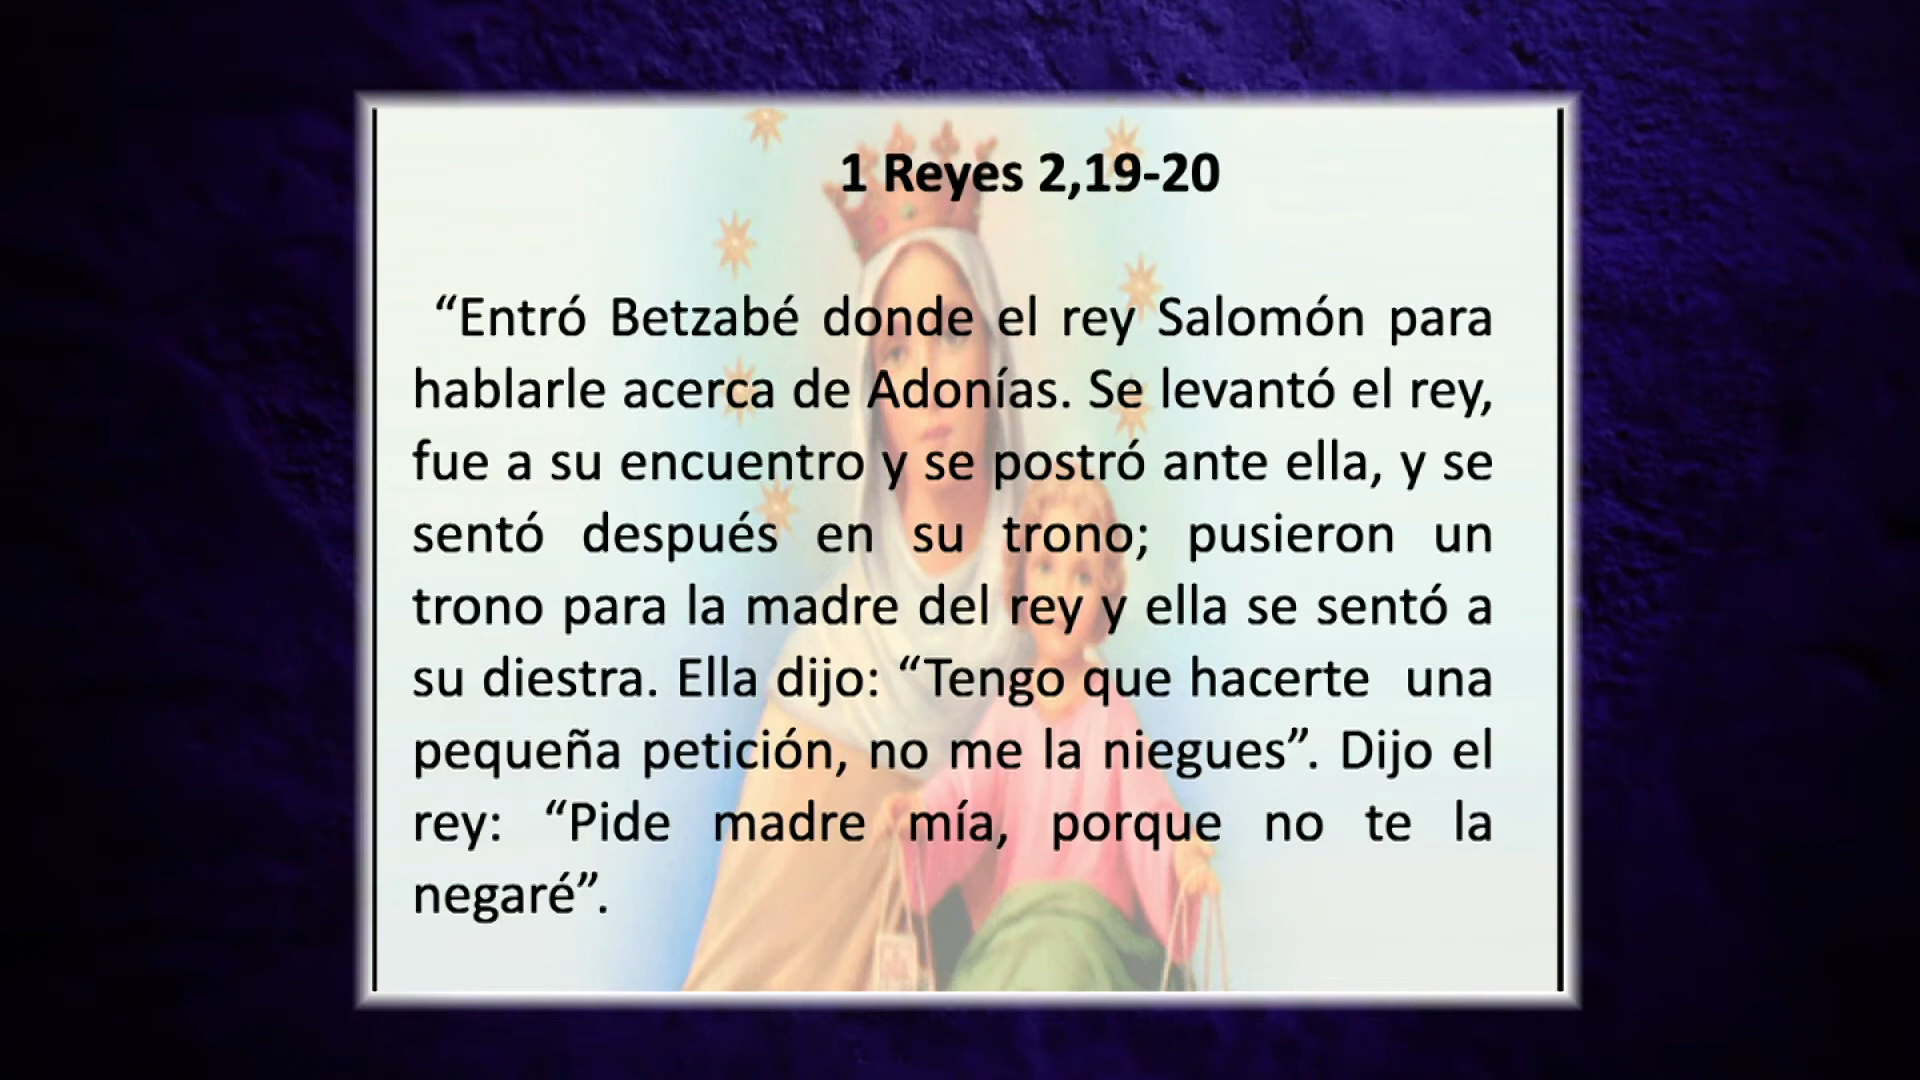 1 Reyes 2,19-20
“Entró Betzabé donde el rey Salomón para
hablarle acerca de Adonías. Se levantó el rey,
fue a su encuentro y se postró ante ella, y se
sentó después en su trono; pusieron un
trono para la madre del rey y ella se sentó a
su diestra. Ella dijo: “Tengo que hacerte una
pequeña petición, no me la niegues”. Dijo el
rey: “Pide madre mía, porque no te la
negaré”.